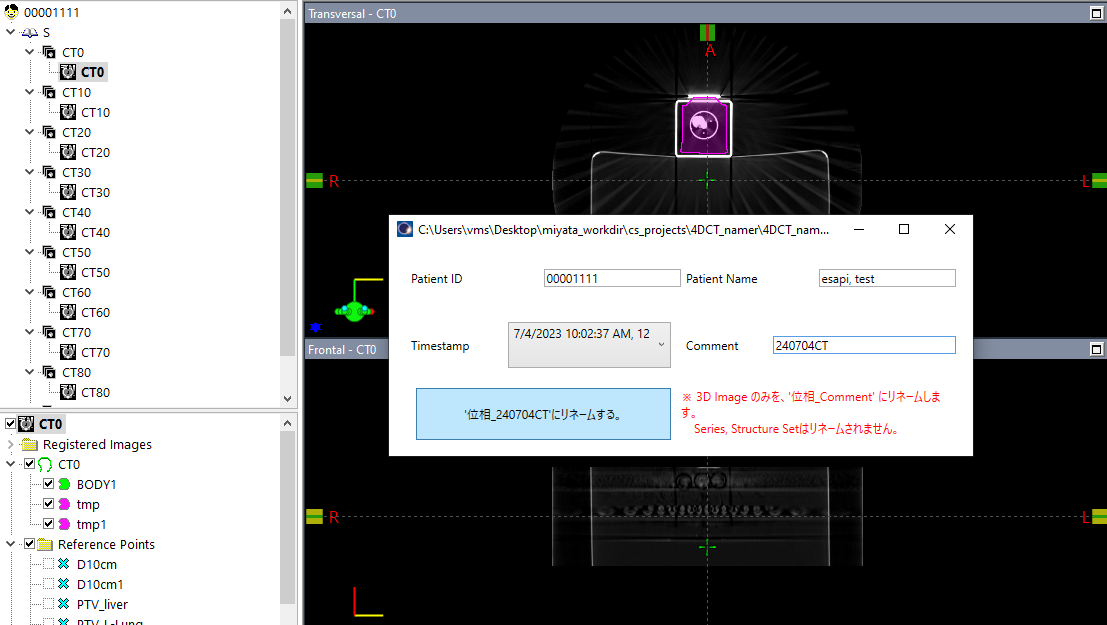 00001111
S
CT0
CT0
CT10
CT10
CT20
CT20
CT30
CT30
CT40
CT40
CT50
CT50
CT60
CT60
CT70
CT70
CT80
CT80
CT0
Registered Images
CT0
BODY1
tmp
tmp1
Reference Points
D10cm
D10cm1
PTV_liver
PTV_L-Lung
Transversal - CT0
A
R
L
C:\Users\vms\Desktop\miyata_workdir\cs_projects\4DCT_namer\4DCT_nam...
Patient ID
00001111
Patient Name
esapi, test
Timestamp
7/4/2023 10:02:37 AM, 12
Comment
240704CT
'位相_240704CT'にリネームする。
※ 3D Image のみを、'位相_Comment' にリネームしま
す。
Series, Structure Setはリネームされません。
Frontal - CT0
R
L